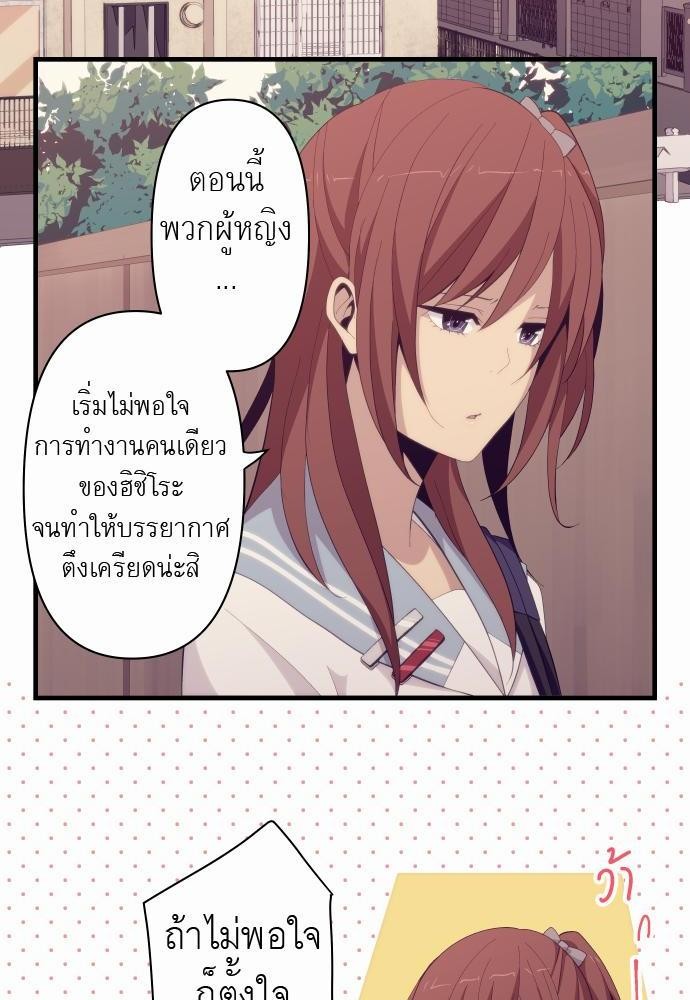 ตอนนี้
พวกผู้หญิง
...
เริ่มไม่พอใจ
การทำงานคนเดียว
ของฮิชิโระ
จนทำให้บรรยากาศ
ตึงเครียดน่ะสิ
ว้า
ก
ถ้าไม่พอใจ
ก็ตั้งใจ